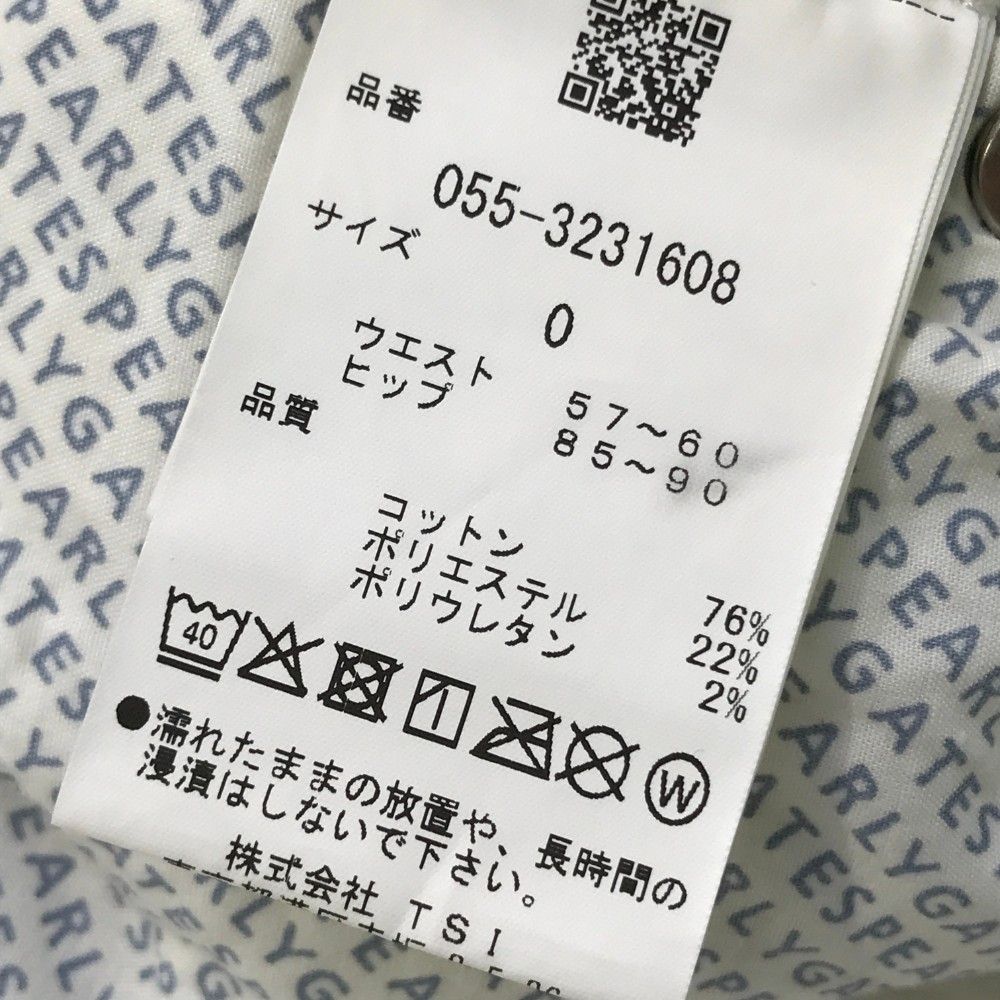 品番
055-3231608
サイズ
0
ウエスト 57～60
ヒップ 85～90
品質
コットン 76%
ポリエステル 22%
ポリウレタン 2%
40
W
●濡れたままの放置や、長時間の
浸漬はしないで下さい。
株式会社 TSI
PEARLYGATES